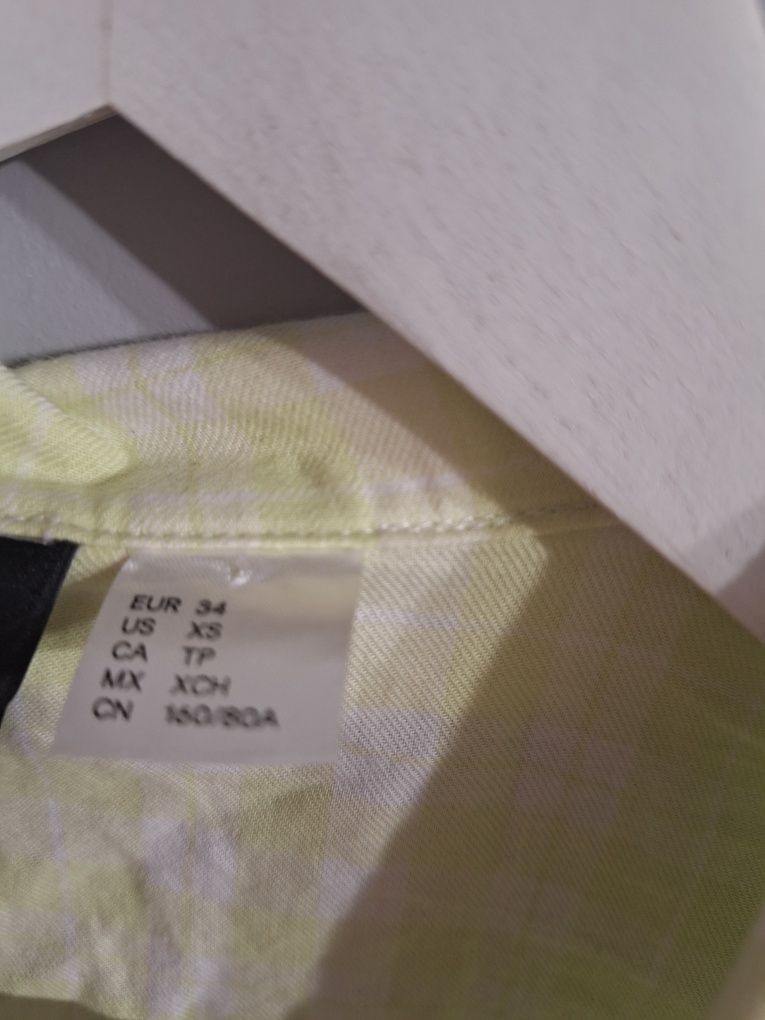 EUR 34
US XS
CA TP
MX XCH
CN 160/80A